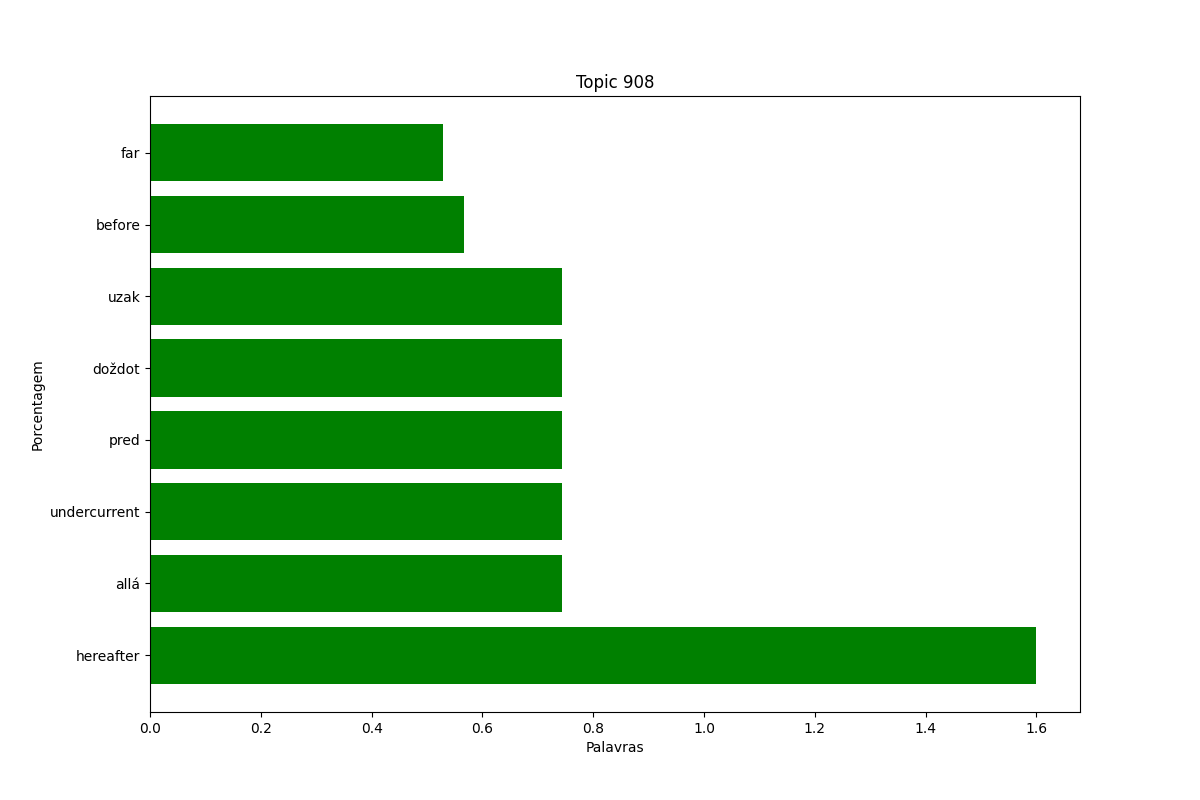 Topic 908
far
before
uzak
doždot
pred
undercurrent
allá
hereafter
Porcentagem
0.0 0.2 0.4 0.6 0.8 1.0 1.2 1.4 1.6
Palavras